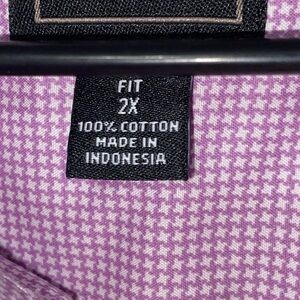 FIT
2X
100% COTTON
MADE IN
INDONESIA